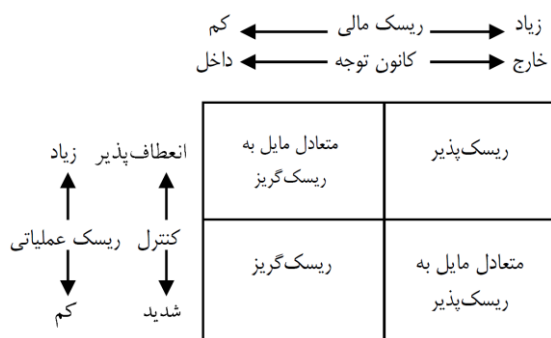 زیاد ریسک مالی کم
خارج کانون توجه داخل
ریسک‌پذیر
متعادل مایل به
ریسک‌گریز
انعطاف‌پذیر زیاد
کنترل ریسک عملیاتی
متعادل مایل به
ریسک‌پذیر
ریسک‌گریز
شدید کم